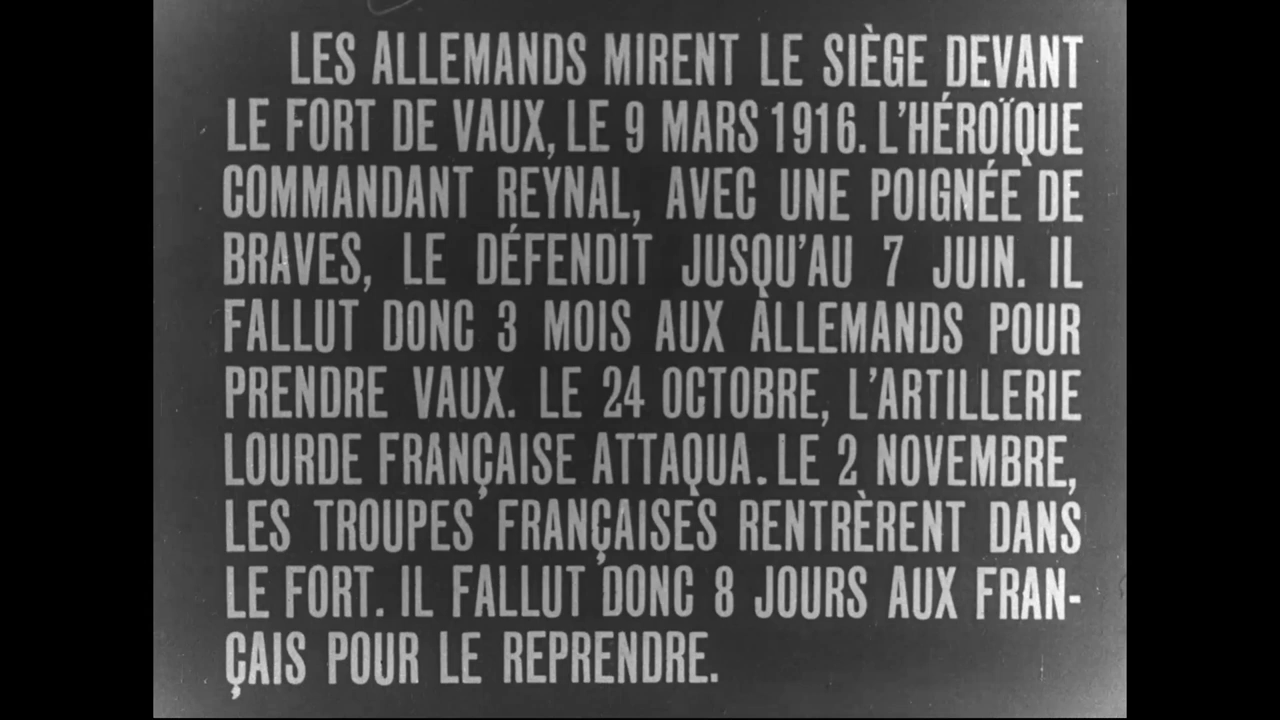 LES ALLEMANDS MIRENT LE SIÈGE DEVANT
LE FORT DE VAUX, LE 9 MARS 1916. L'HÉROÏQUE
COMMANDANT REYNAL, AVEC UNE POIGNÉE DE
BRAVES, LE DÉFENDIT JUSQU'AU 7 JUIN. IL
FALLUT DONC 3 MOIS AUX ALLEMANDS POUR
PRENDRE VAUX. LE 24 OCTOBRE, L'ARTILLERIE
LOURDE FRANÇAISE ATTAQUA. LE 2 NOVEMBRE,
LES TROUPES FRANÇAISES RENTRÈRENT DANS
LE FORT. IL FALLUT DONC 8 JOURS AUX FRAN-
ÇAIS POUR LE REPRENDRE.